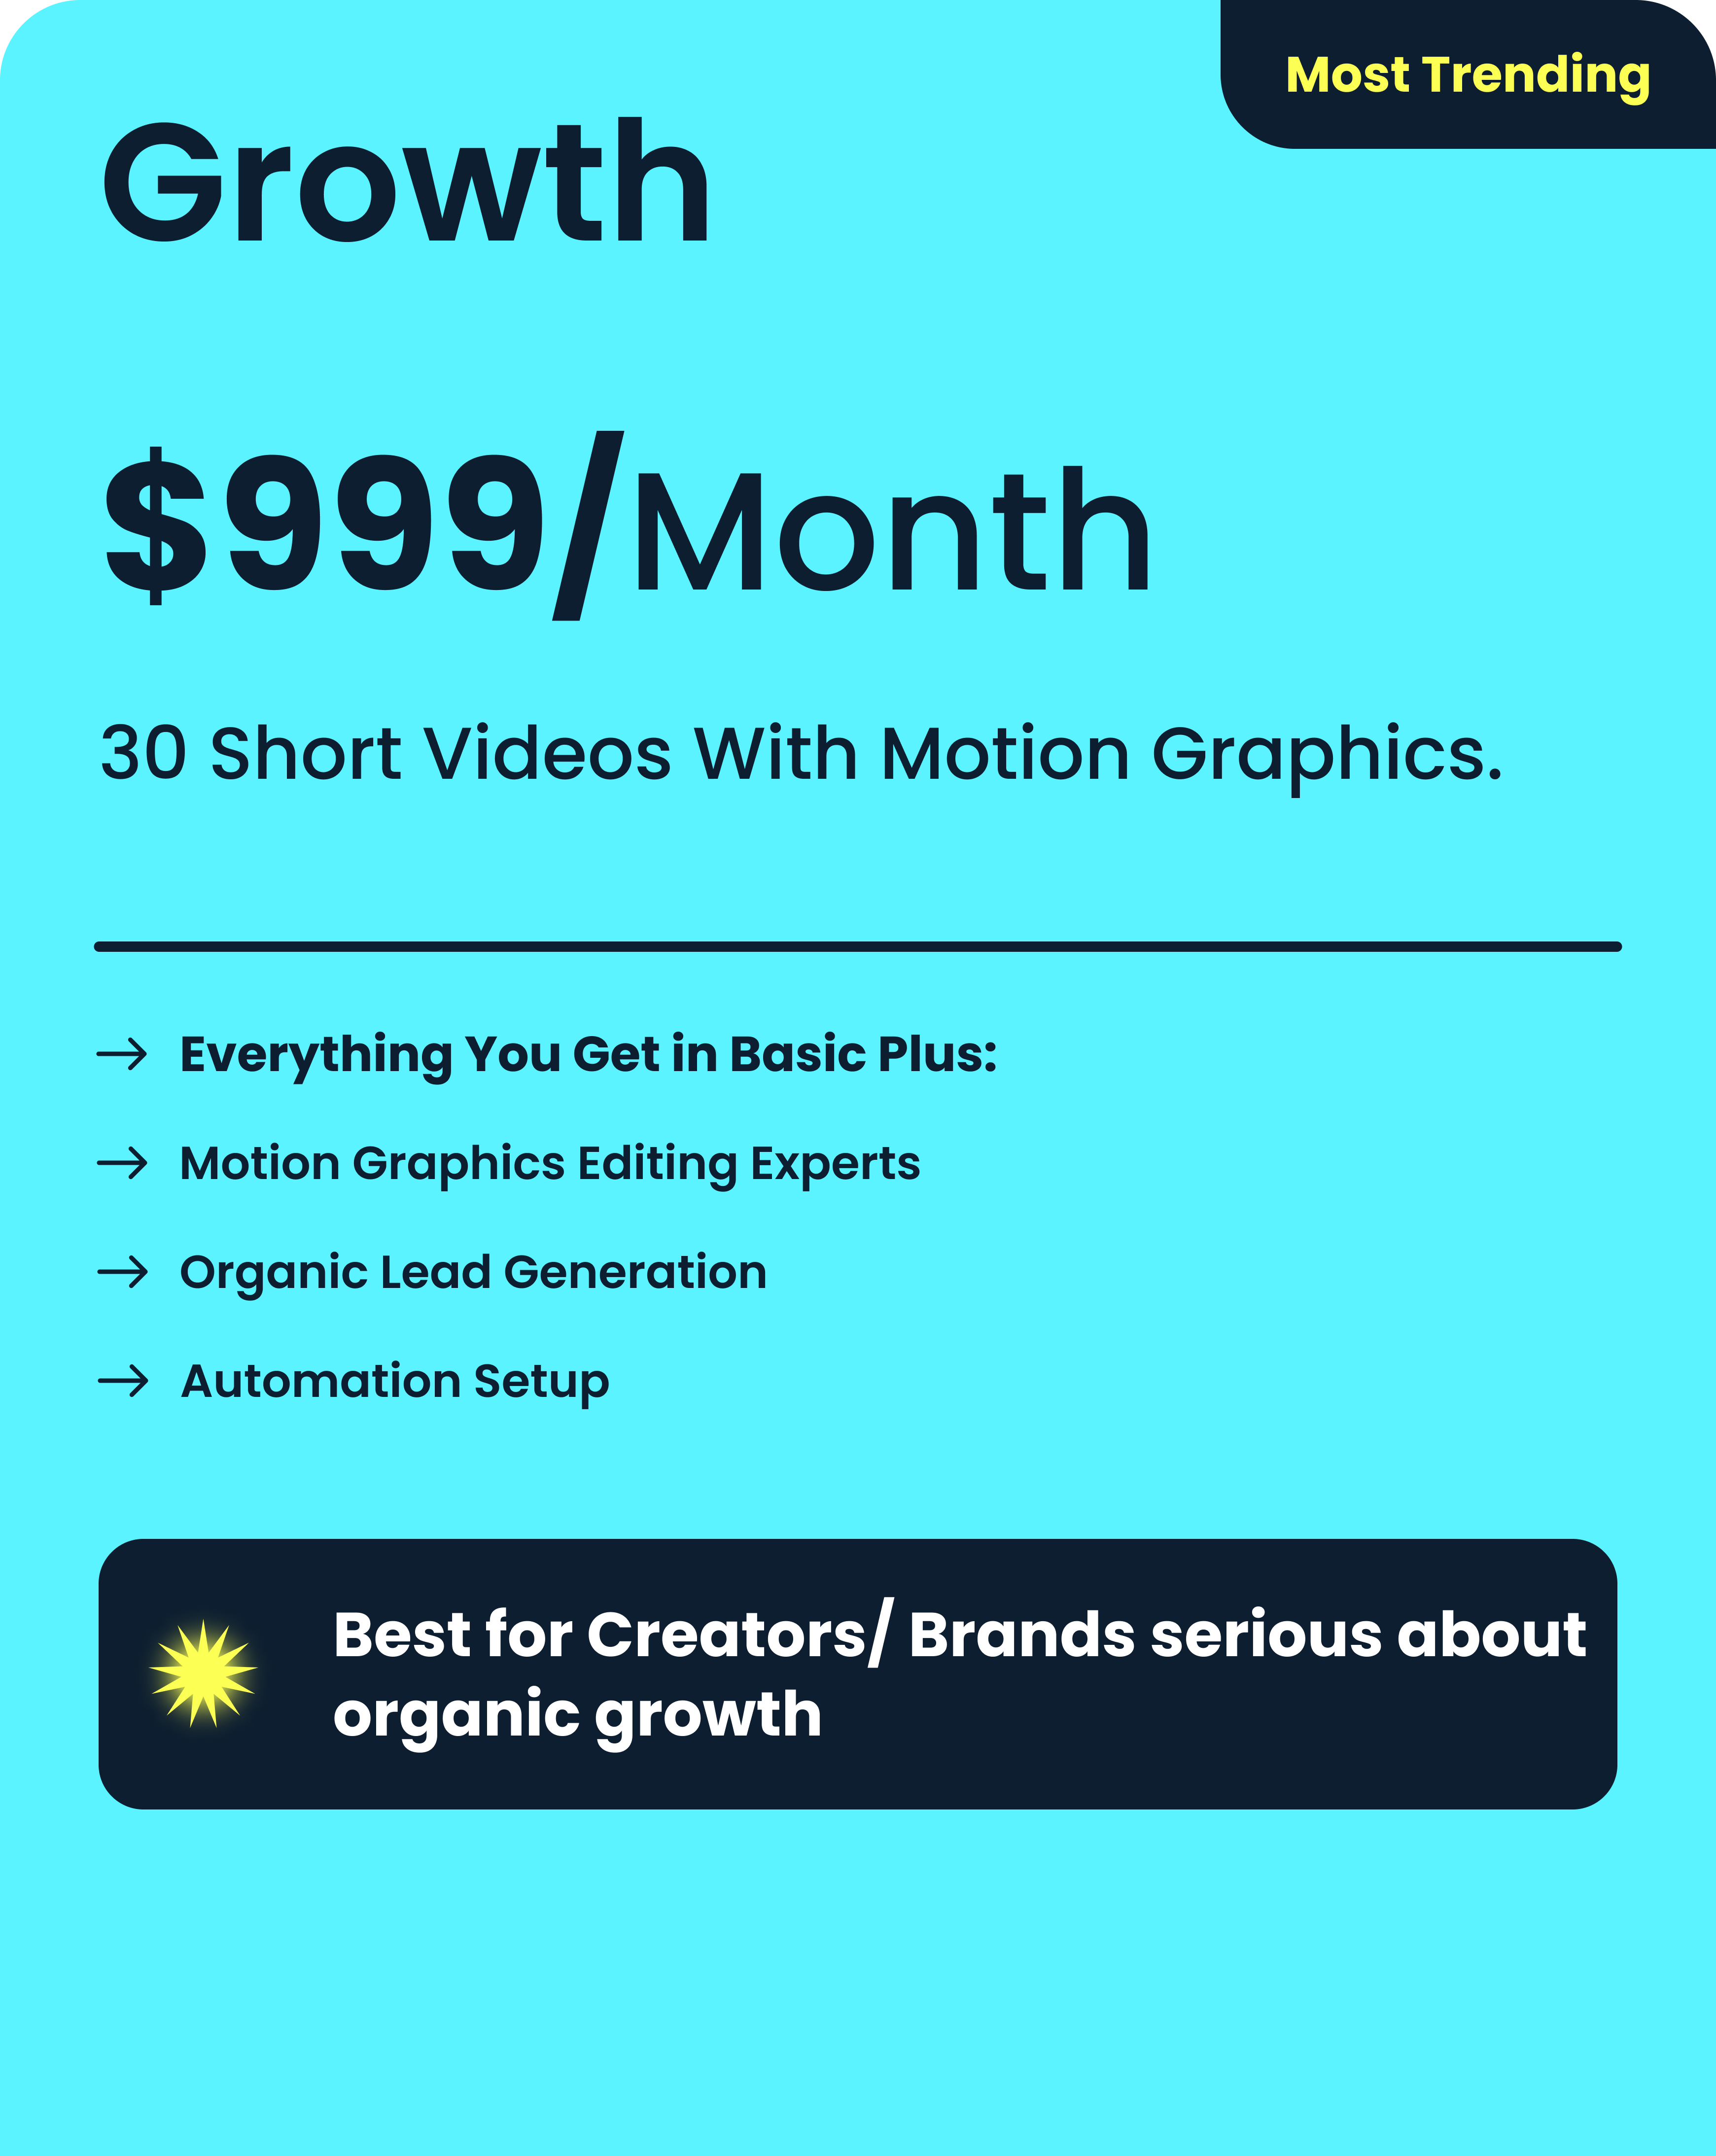 Most Trending
Growth
$999/Month
30 Short Videos With Motion Graphics.
Everything You Get in Basic Plus:
Motion Graphics Editing Experts
Organic Lead Generation
Automation Setup
Best for Creators/ Brands serious about
organic growth